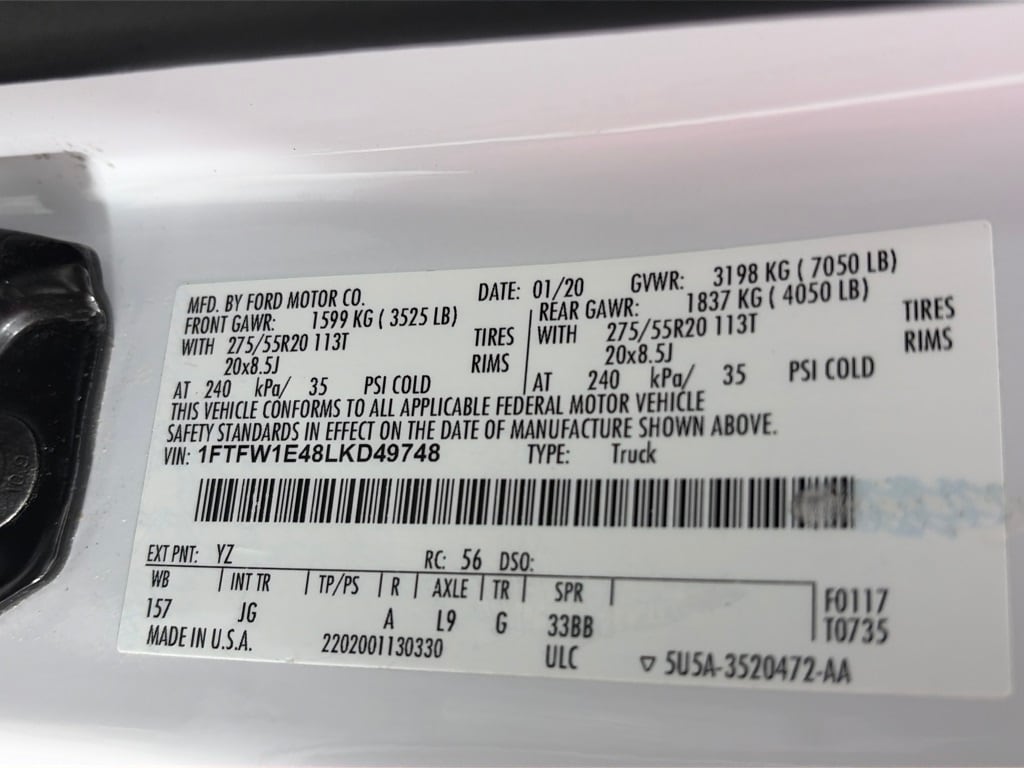 MFD. BY FORD MOTOR CO. DATE: 01/20 GVWR: 3198 KG ( 7050 LB)
FRONT GAWR: 1599 KG ( 3525 LB) REAR GAWR: 1837 KG ( 4050 LB)
WITH 275/55R20 113T TIRES WITH 275/55R20 113T TIRES
20x8.5J RIMS 20x8.5J RIMS
AT 240 kPa/ 35 PSI COLD AT 240 kPa/ 35 PSI COLD
THIS VEHICLE CONFORMS TO ALL APPLICABLE FEDERAL MOTOR VEHICLE
SAFETY STANDARDS IN EFFECT ON THE DATE OF MANUFACTURE SHOWN ABOVE.
VIN: 1FTFW1E48LKD49748 TYPE: Truck
EXT PNT: YZ RC: 56 DSO:
WB INT TR TP/PS R AXLE TR SPR F0117
157 JG A L9 G 33BB T0735
MADE IN U.S.A. 2202001130330 ULC ▽ 5U5A-3520472-AA